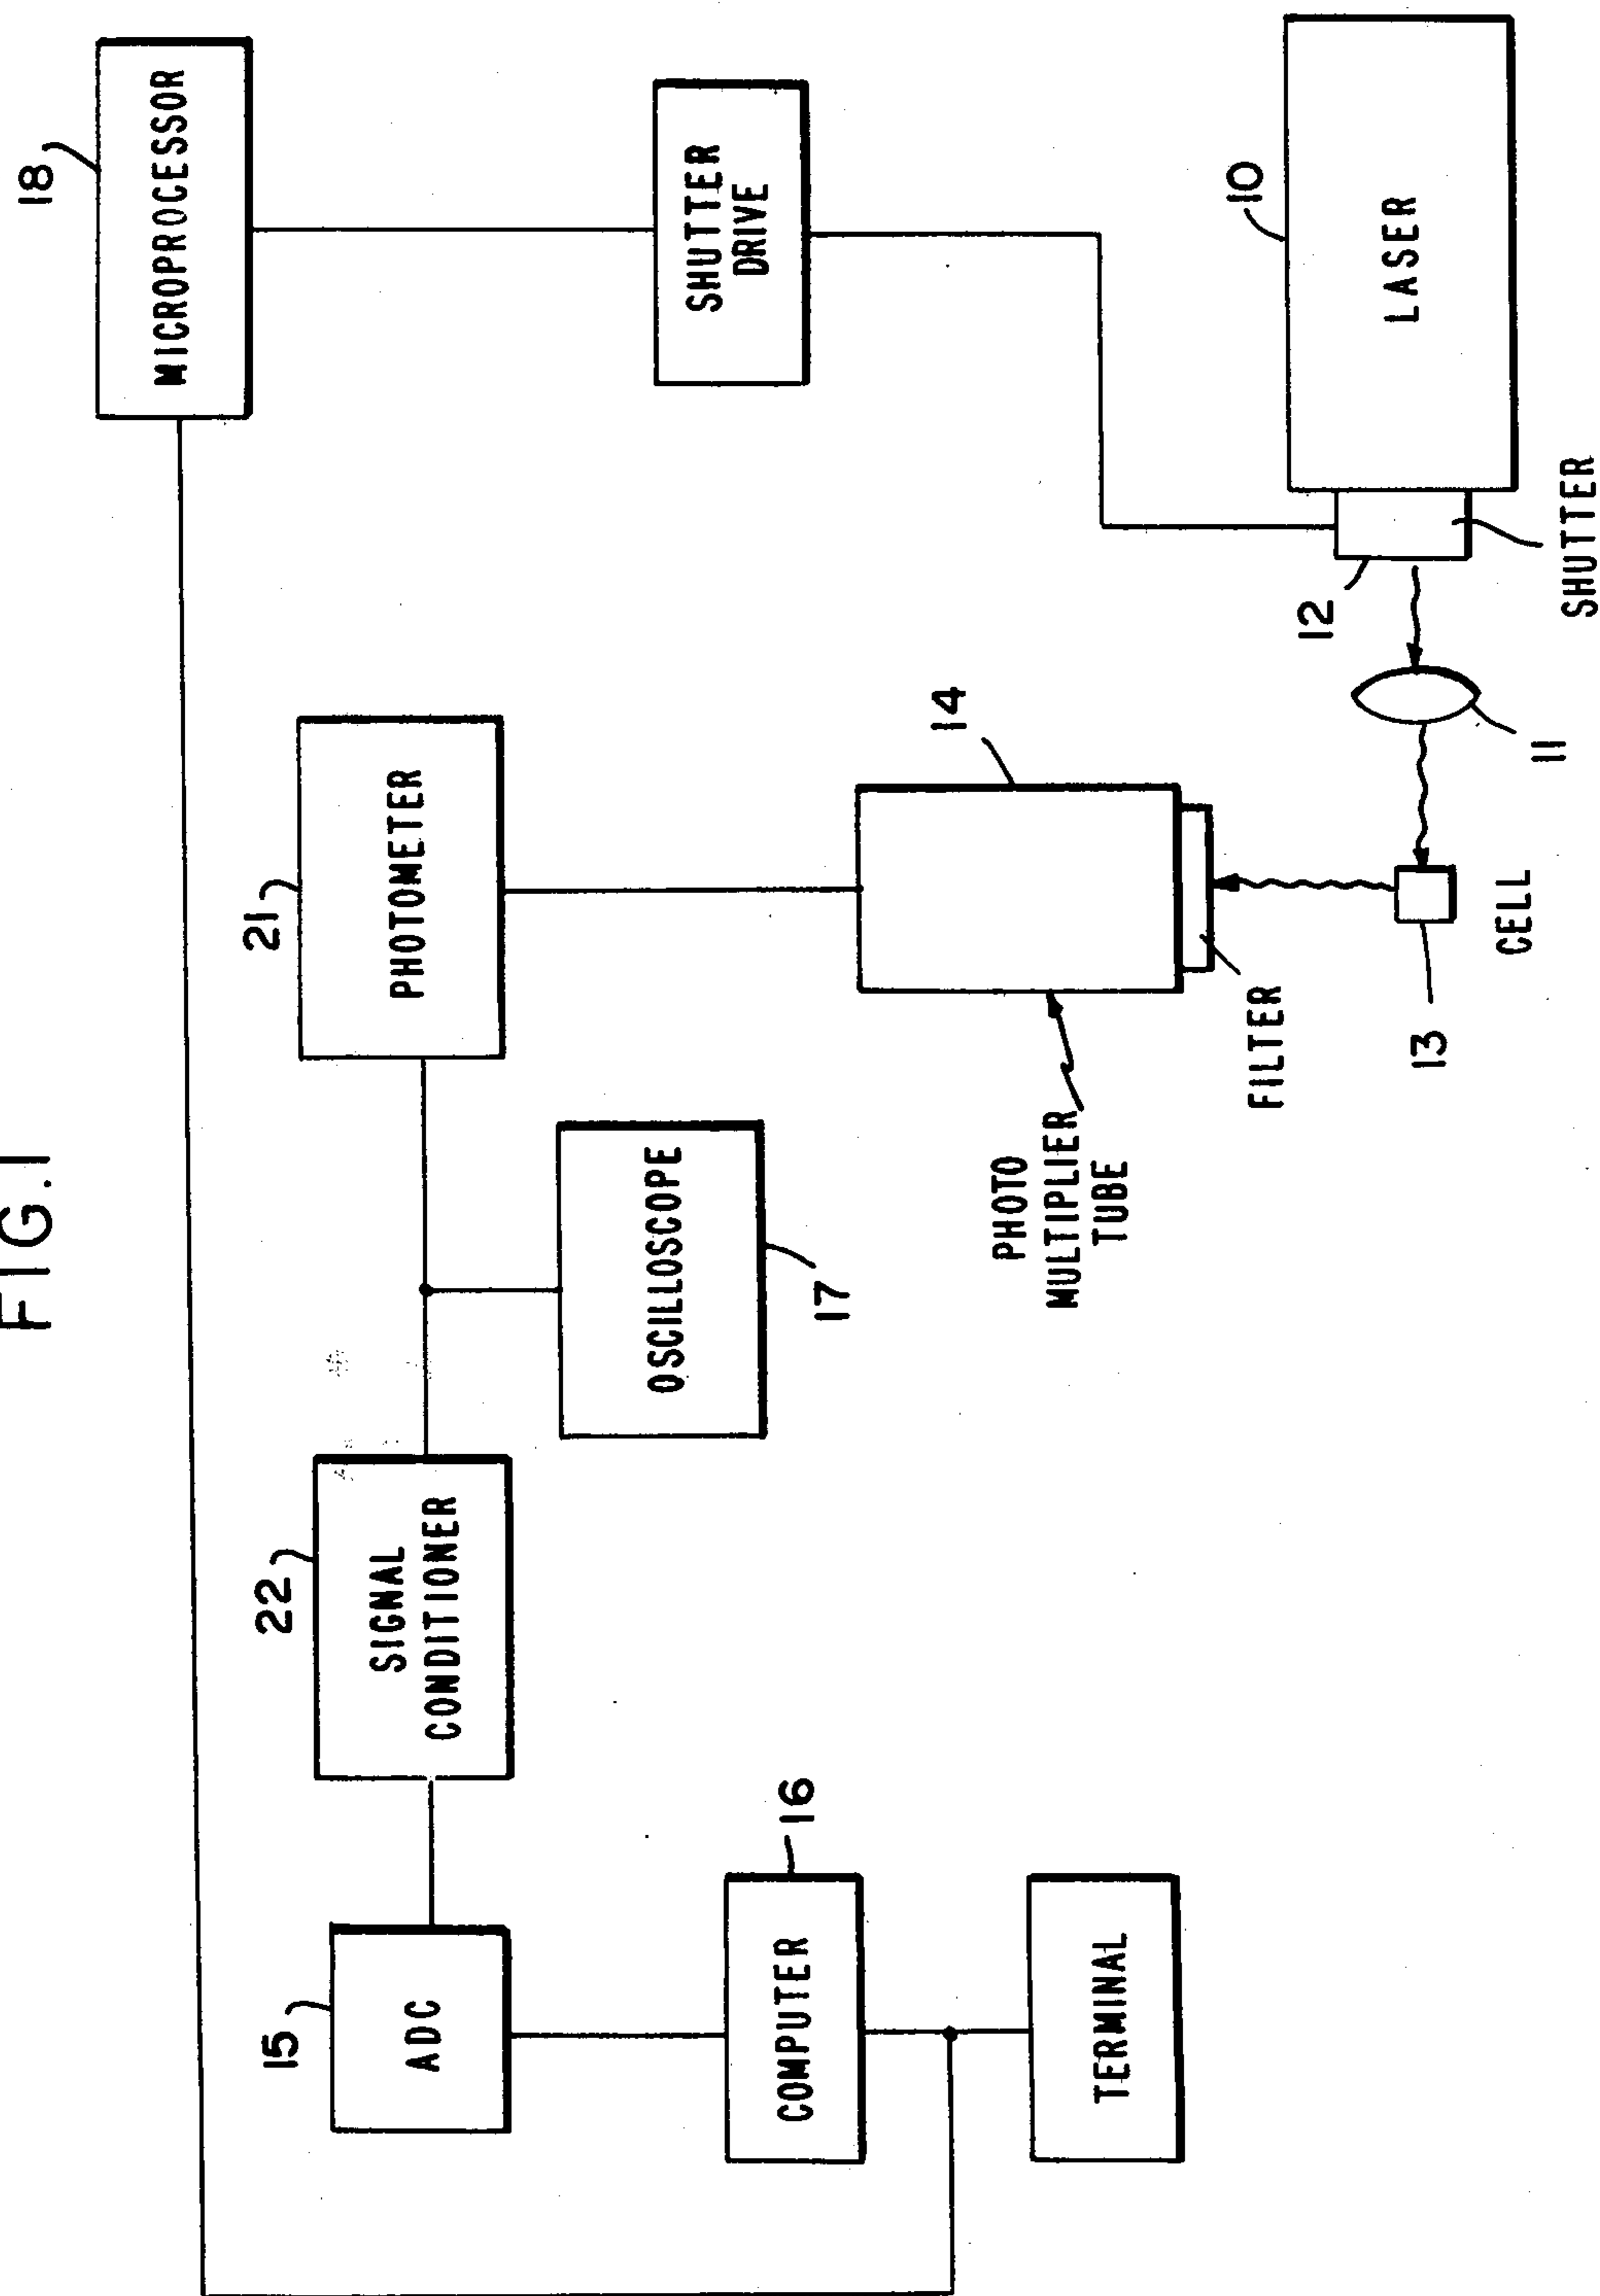 FIG.1
18
MICROPROCESSOR
SHUTTER
DRIVE
10
LASER
SHUTTER
12
11
21
PHOTOMETER
14
PHOTO
MULTIPLIER
TUBE
FILTER
13
CELL
OSCILLOSCOPE
17
22
SIGNAL
CONDITIONER
15
ADC
16
COMPUTER
TERMINAL